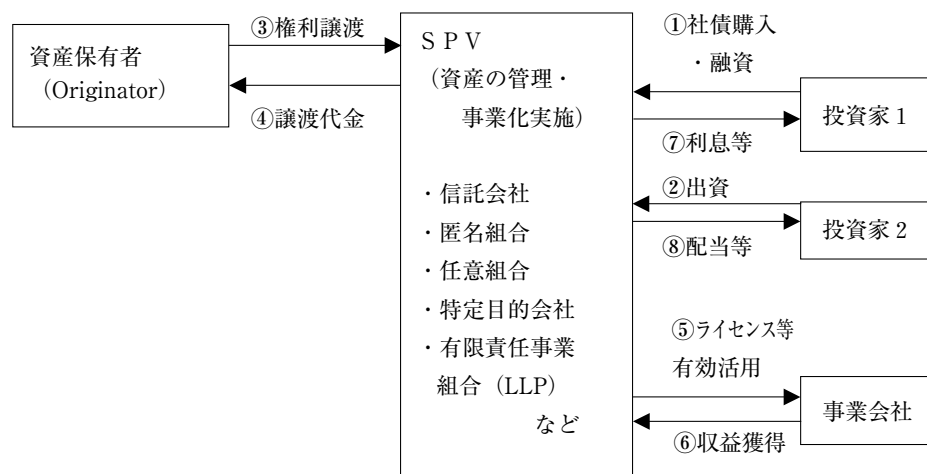 資産保有者
(Originator)
③権利譲渡
④譲渡代金
SPV
(資産の管理・
事業化実施)
・信託会社
・匿名組合
・任意組合
・特定目的会社
・有限責任事業
組合(LLP)
など
①社債購入
・融資
⑦利息等
投資家1
②出資
⑧配当等
投資家2
⑤ライセンス等
有効活用
⑥収益獲得
事業会社